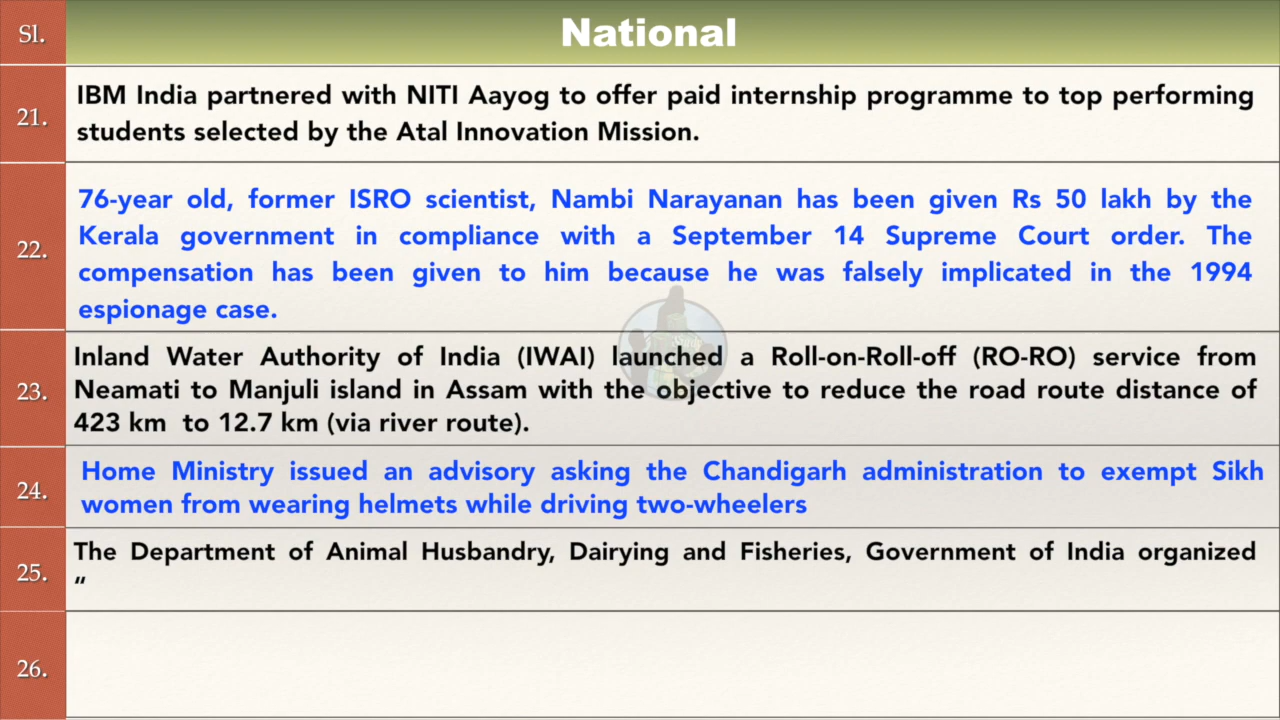 Sl. National
21. IBM India partnered with NITI Aayog to offer paid internship programme to top performing
students selected by the Atal Innovation Mission.
22. 76-year old, former ISRO scientist, Nambi Narayanan has been given Rs 50 lakh by the
Kerala government in compliance with a September 14 Supreme Court order. The
compensation has been given to him because he was falsely implicated in the 1994
espionage case.
23. Inland Water Authority of India (IWAI) launched a Roll-on-Roll-off (RO-RO) service from
Neamati to Manjuli island in Assam with the objective to reduce the road route distance of
423 km to 12.7 km (via river route).
24. Home Ministry issued an advisory asking the Chandigarh administration to exempt Sikh
women from wearing helmets while driving two-wheelers
25. The Department of Animal Husbandry, Dairying and Fisheries, Government of India organized
“
26.